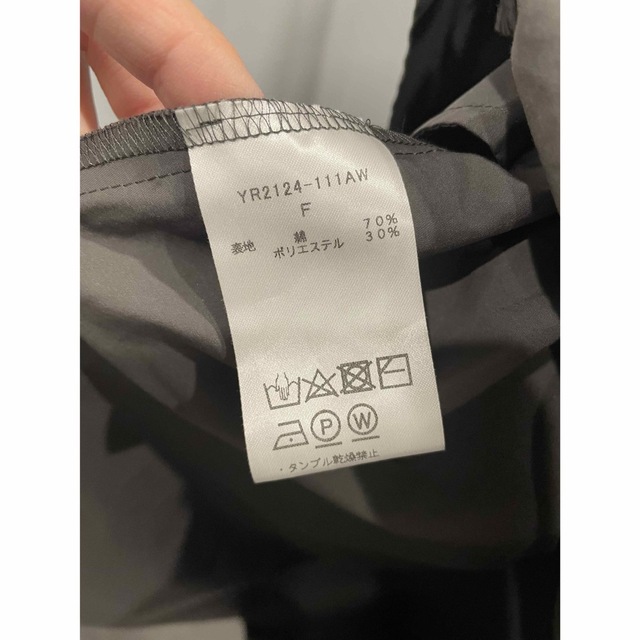 YR2124-111AW
F
表地 綿 70%
ポリエステル 30%
P W
・タンブル乾燥禁止